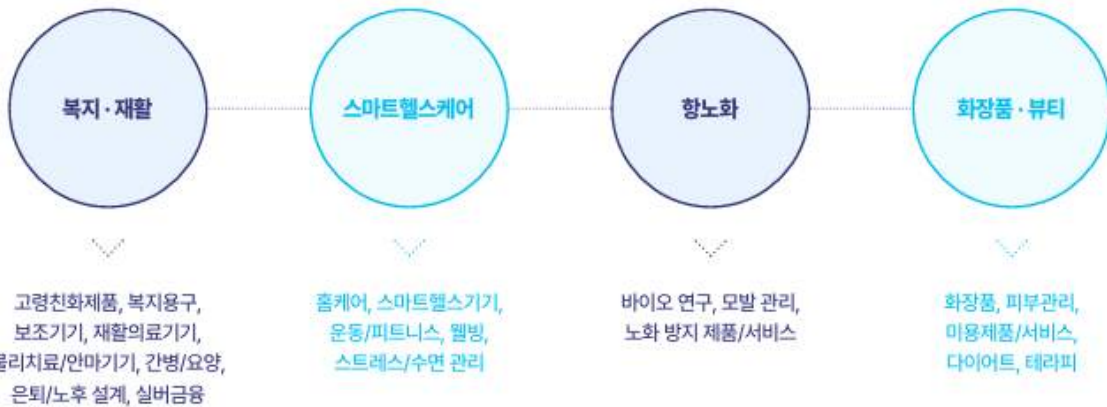 복지 · 재활
스마트헬스케어
항노화
화장품 · 뷰티
고령친화제품, 복지용구,
보조기기, 재활의료기기,
물리치료/안마기기, 간병/요양,
은퇴/노후 설계, 실버금융
홈케어, 스마트헬스기기,
운동/피트니스, 웰빙,
스트레스/수면 관리
바이오 연구, 모발 관리,
노화 방지 제품/서비스
화장품, 피부관리,
미용제품/서비스,
다이어트, 테라피